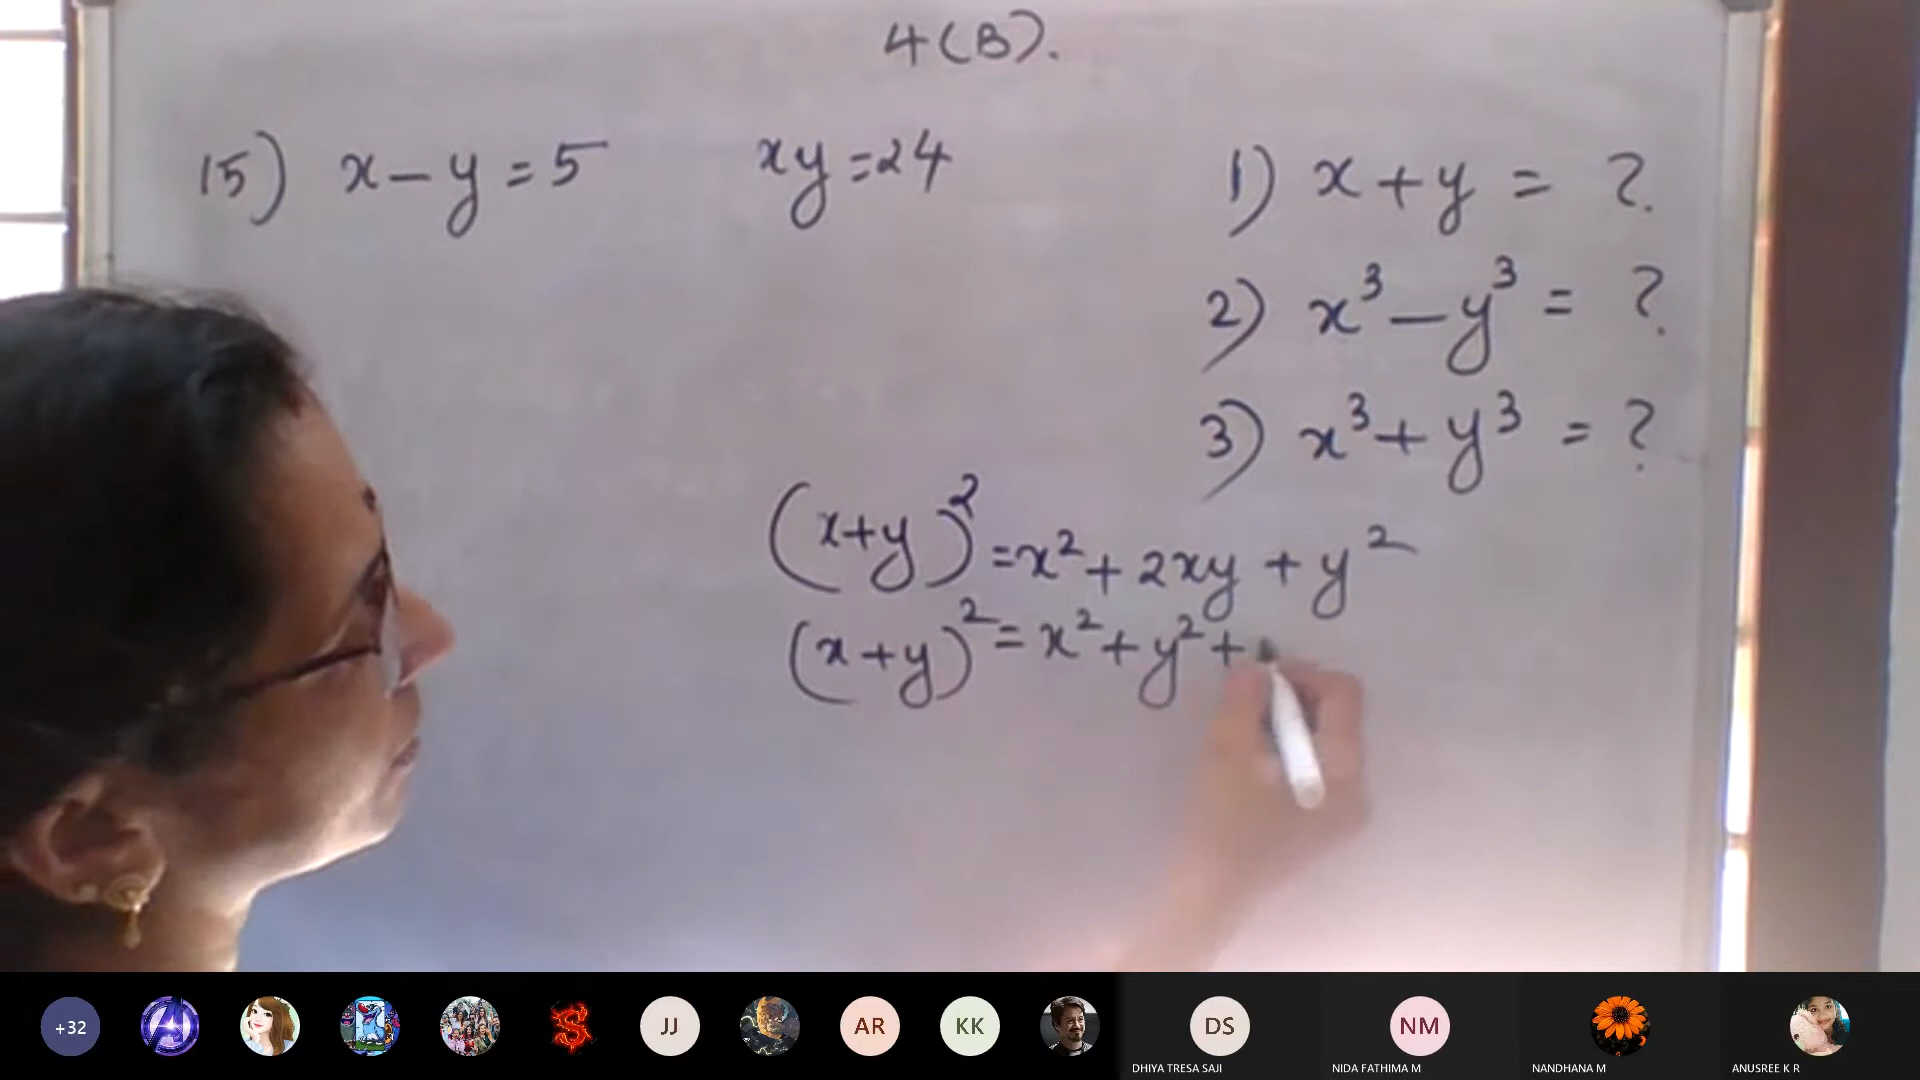 4(B).
15) x - y = 5 xy = 24 1) x + y = ?
2) x³ - y³ = ?
3) x³ + y³ = ?
(x+y)² = x² + 2xy + y²
(x+y)² = x² + y² +
+32
JJ
AR
KK
DS
NM
DHIYA TRESA SAJI
NIDA FATHIMA M
NANDHANA M
ANUSREE K R